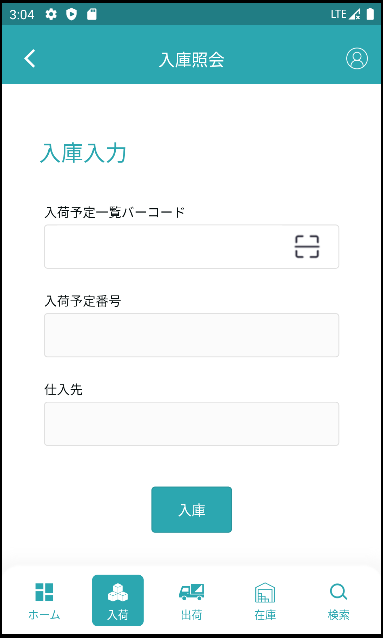 3:04 LTE
入庫照会
入庫入力
入荷予定一覧バーコード
入荷予定番号
仕入先
入庫
ホーム 入荷 出荷 在庫 検索